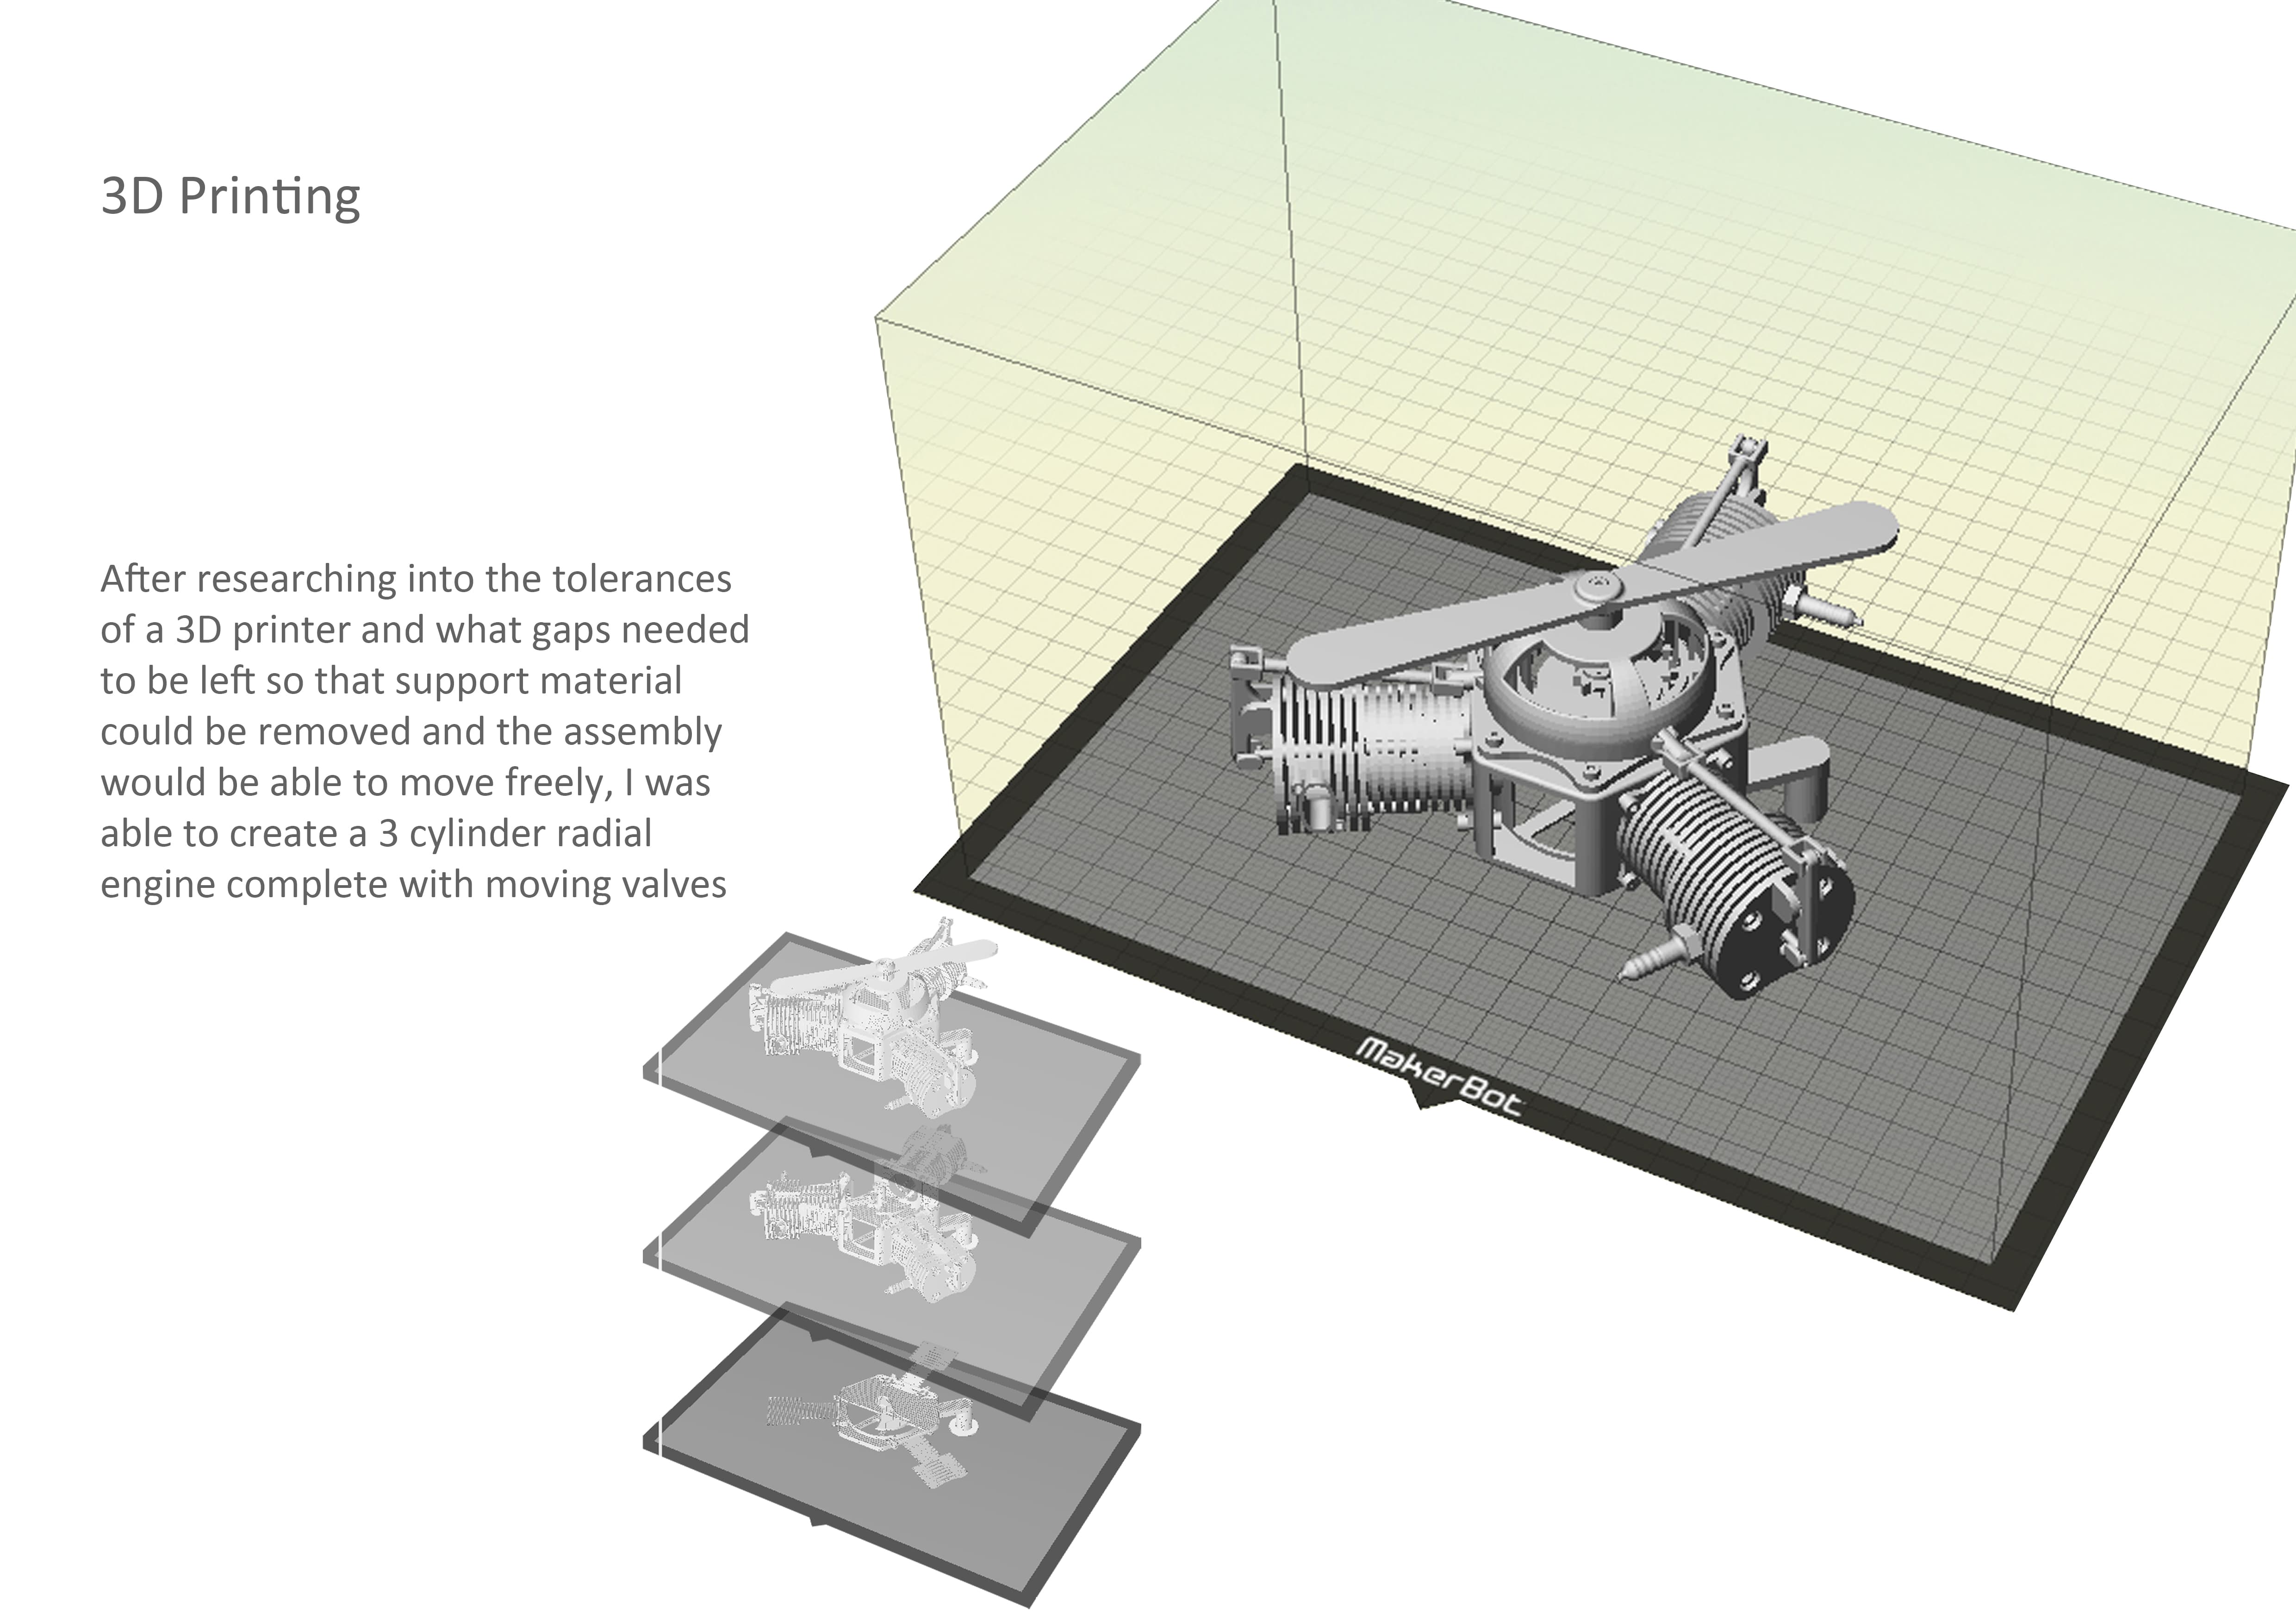 3D Printing
After researching into the tolerances
of a 3D printer and what gaps needed
to be left so that support material
could be removed and the assembly
would be able to move freely, I was
able to create a 3 cylinder radial
engine complete with moving valves
MakerBot